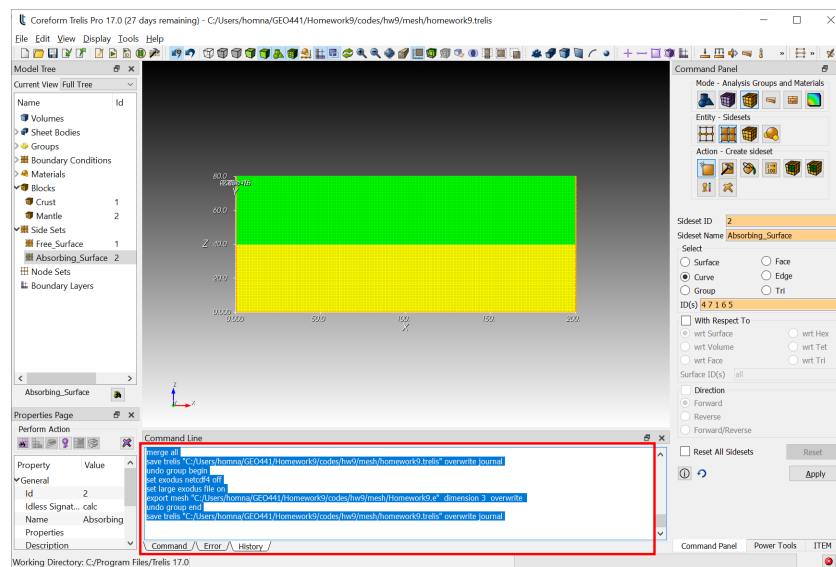 Coreform Trelis Pro 17.0 (27 days remaining) - C:/Users/homna/GEO441/Homework9/codes/hw9/mesh/homework9.trelis
File Edit View Display Tools Help
Model Tree
Current View Full Tree
Name Id
Volumes
Sheet Bodies
Groups
Boundary Conditions
Materials
Blocks
Crust 1
Mantle 2
Side Sets
Free_Surface 1
Absorbing_Surface 2
Node Sets
Boundary Layers
Absorbing_Surface
Properties Page
Perform Action
Property Value
General
Id 2
Idless Signat... calc
Name Absorbing
Properties
Description
80.0
Y
60.0
Z 40.0
20.0
0.000
0.000 50.0 100. 150. 200.
X
Z
X
Command Line
merge all
save trelis "C:/Users/homna/GEO441/Homework9/codes/hw9/mesh/homework9.trelis" overwrite journal
undo group begin
set exodus netcdf4 off
set large exodus file on
export mesh "C:/Users/homna/GEO441/Homework9/codes/hw9/mesh/Homework9.e" dimension 3 overwrite
undo group end
save trelis "C:/Users/homna/GEO441/Homework9/codes/hw9/mesh/homework9.trelis" overwrite journal
Command Error History
Command Panel
Mode - Analysis Groups and Materials
Entity - Sidesets
Action - Create sideset
Sideset ID 2
Sideset Name Absorbing_Surface
Select
Surface Face
Curve Edge
Group Tri
ID(s) 4 7 1 6 5
With Respect To
wrt Surface wrt Hex
wrt Volume wrt Tet
wrt Face wrt Tri
Surface ID(s) all
Direction
Forward
Reverse
Forward/Reverse
Reset All Sidesets Reset
Apply
Command Panel Power Tools ITEM
Working Directory: C:/Program Files/Trelis 17.0